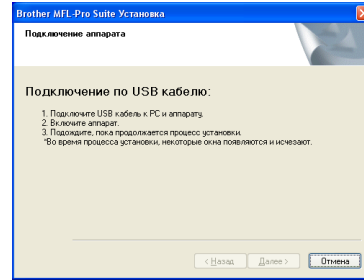 Brother MFL-Pro Suite Установка
Подключение аппарата
Подключение по USB кабелю:
1. Подключите USB кабель к PC и аппарату.
2. Включите аппарат.
3. Подождите, пока продолжается процесс установки.
*Во время процесса установки, некоторые окна появляются и исчезают.
< Назад
Далее >
Отмена